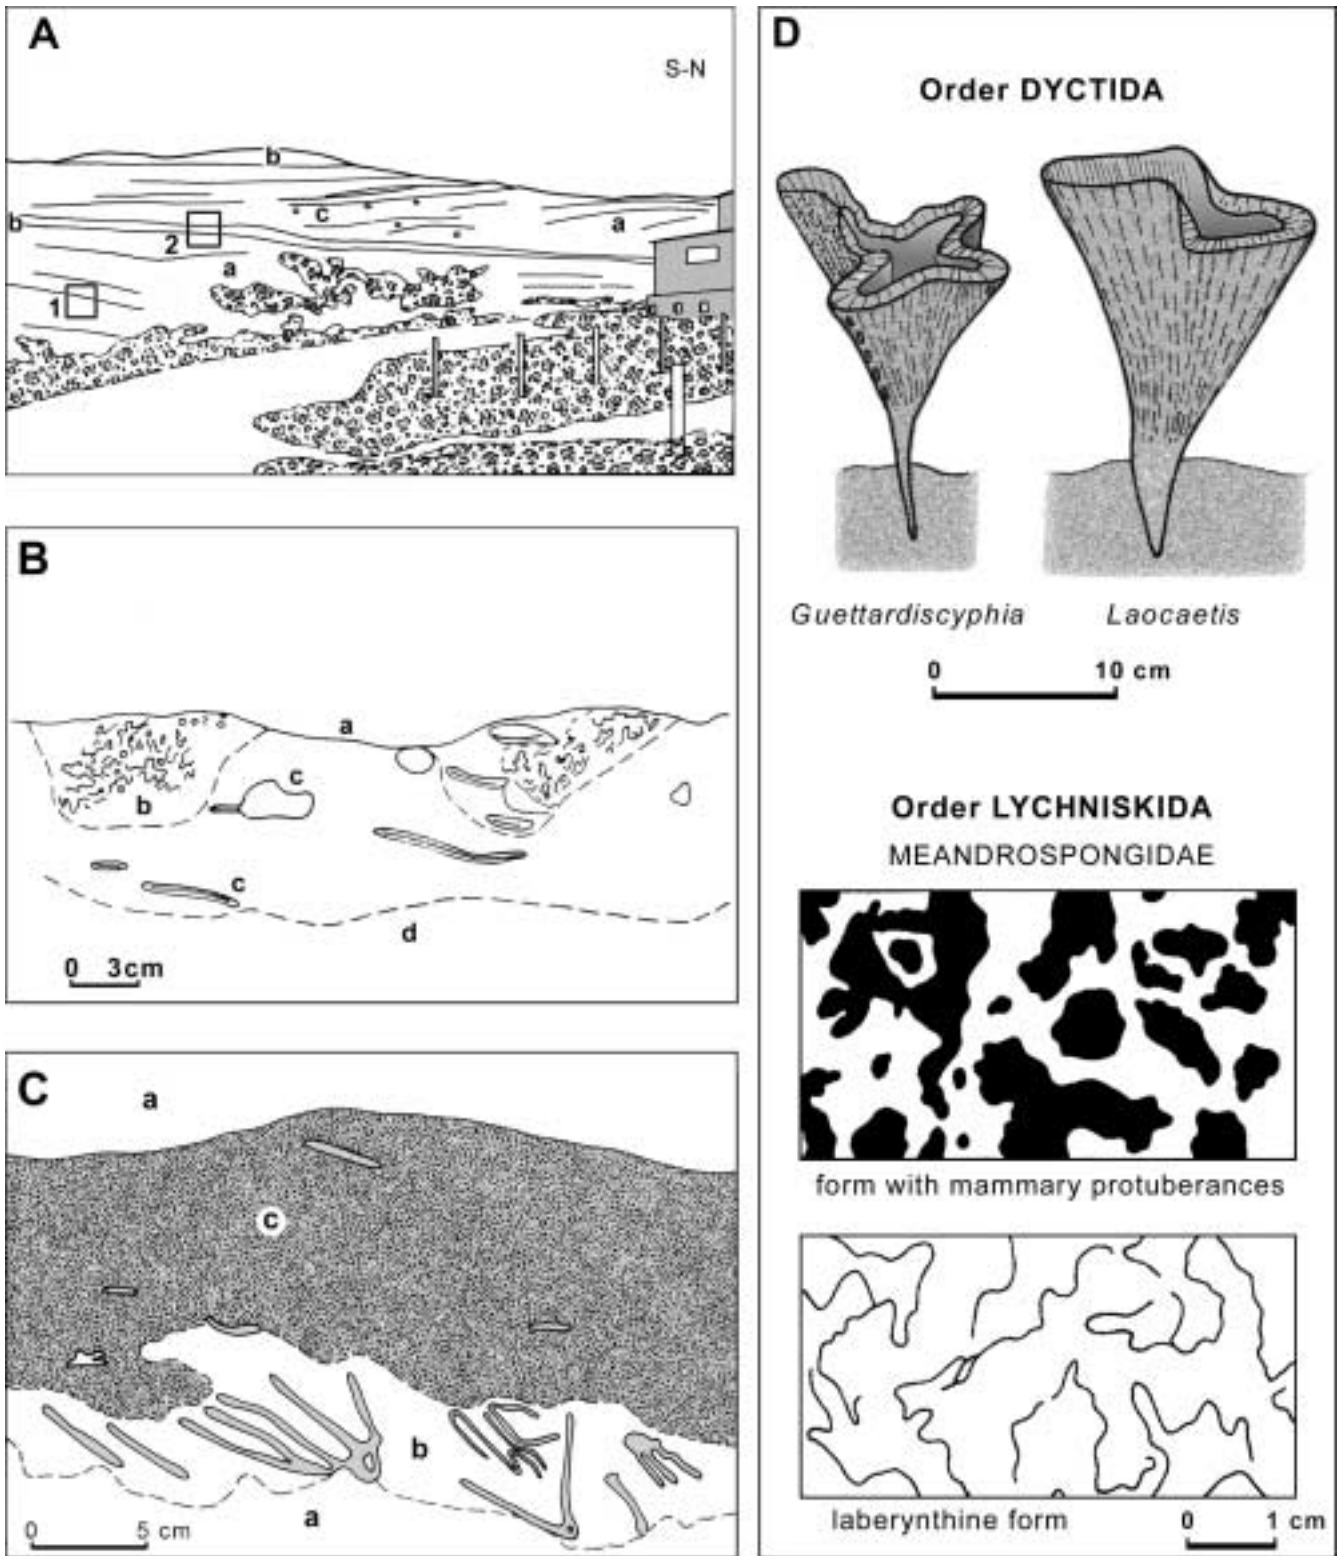 A
S-N
b
c
a
b
2
a
1
B
a
c
b
c
d
0 3cm
C
a
c
b
a
0 5 cm
D
Order DYCTIDA
Guettardiscyphia Laocaetis
0 10 cm
Order LYCHNISKIDA
MEANDROSPONGIDAE
form with mammary protuberances
laberynthine form
0 1 cm